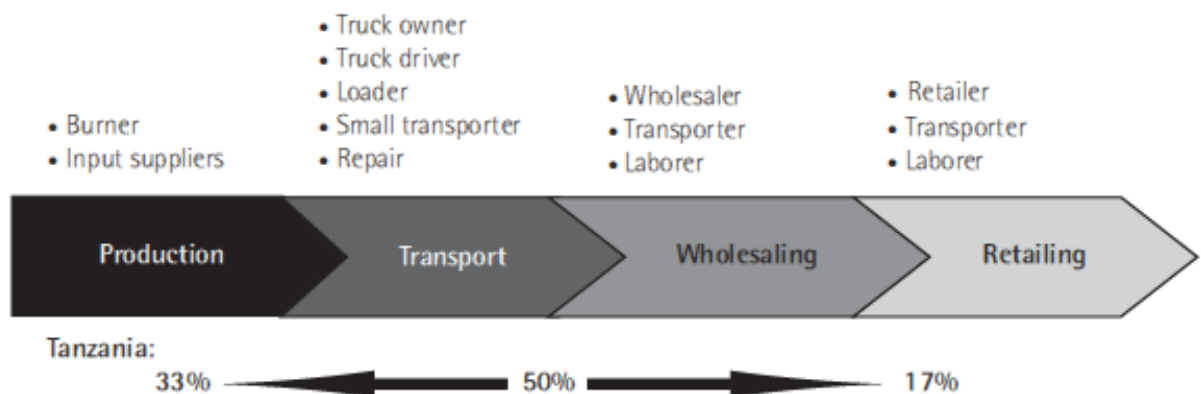 • Burner
• Input suppliers
• Truck owner
• Truck driver
• Loader
• Small transporter
• Repair
• Wholesaler
• Transporter
• Laborer
• Retailer
• Transporter
• Laborer
Production
Transport
Wholesaling
Retailing
Tanzania:
33% 50% 17%